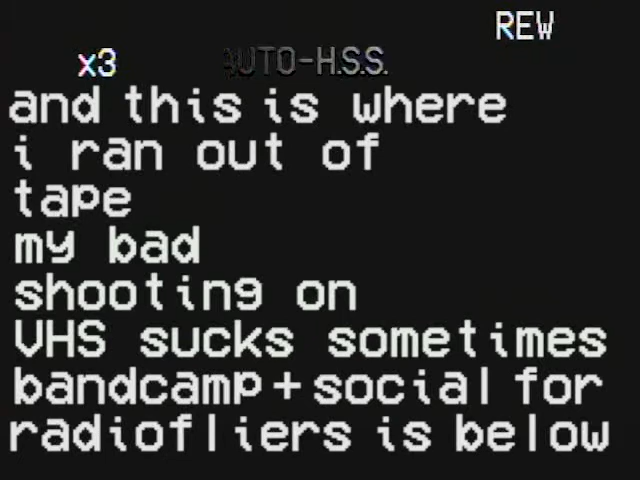 REW
x3 AUTO-H.S.S.
and this is where
i ran out of
tape
my bad
shooting on
VHS sucks sometimes
bandcamp+social for
radiofliers is below